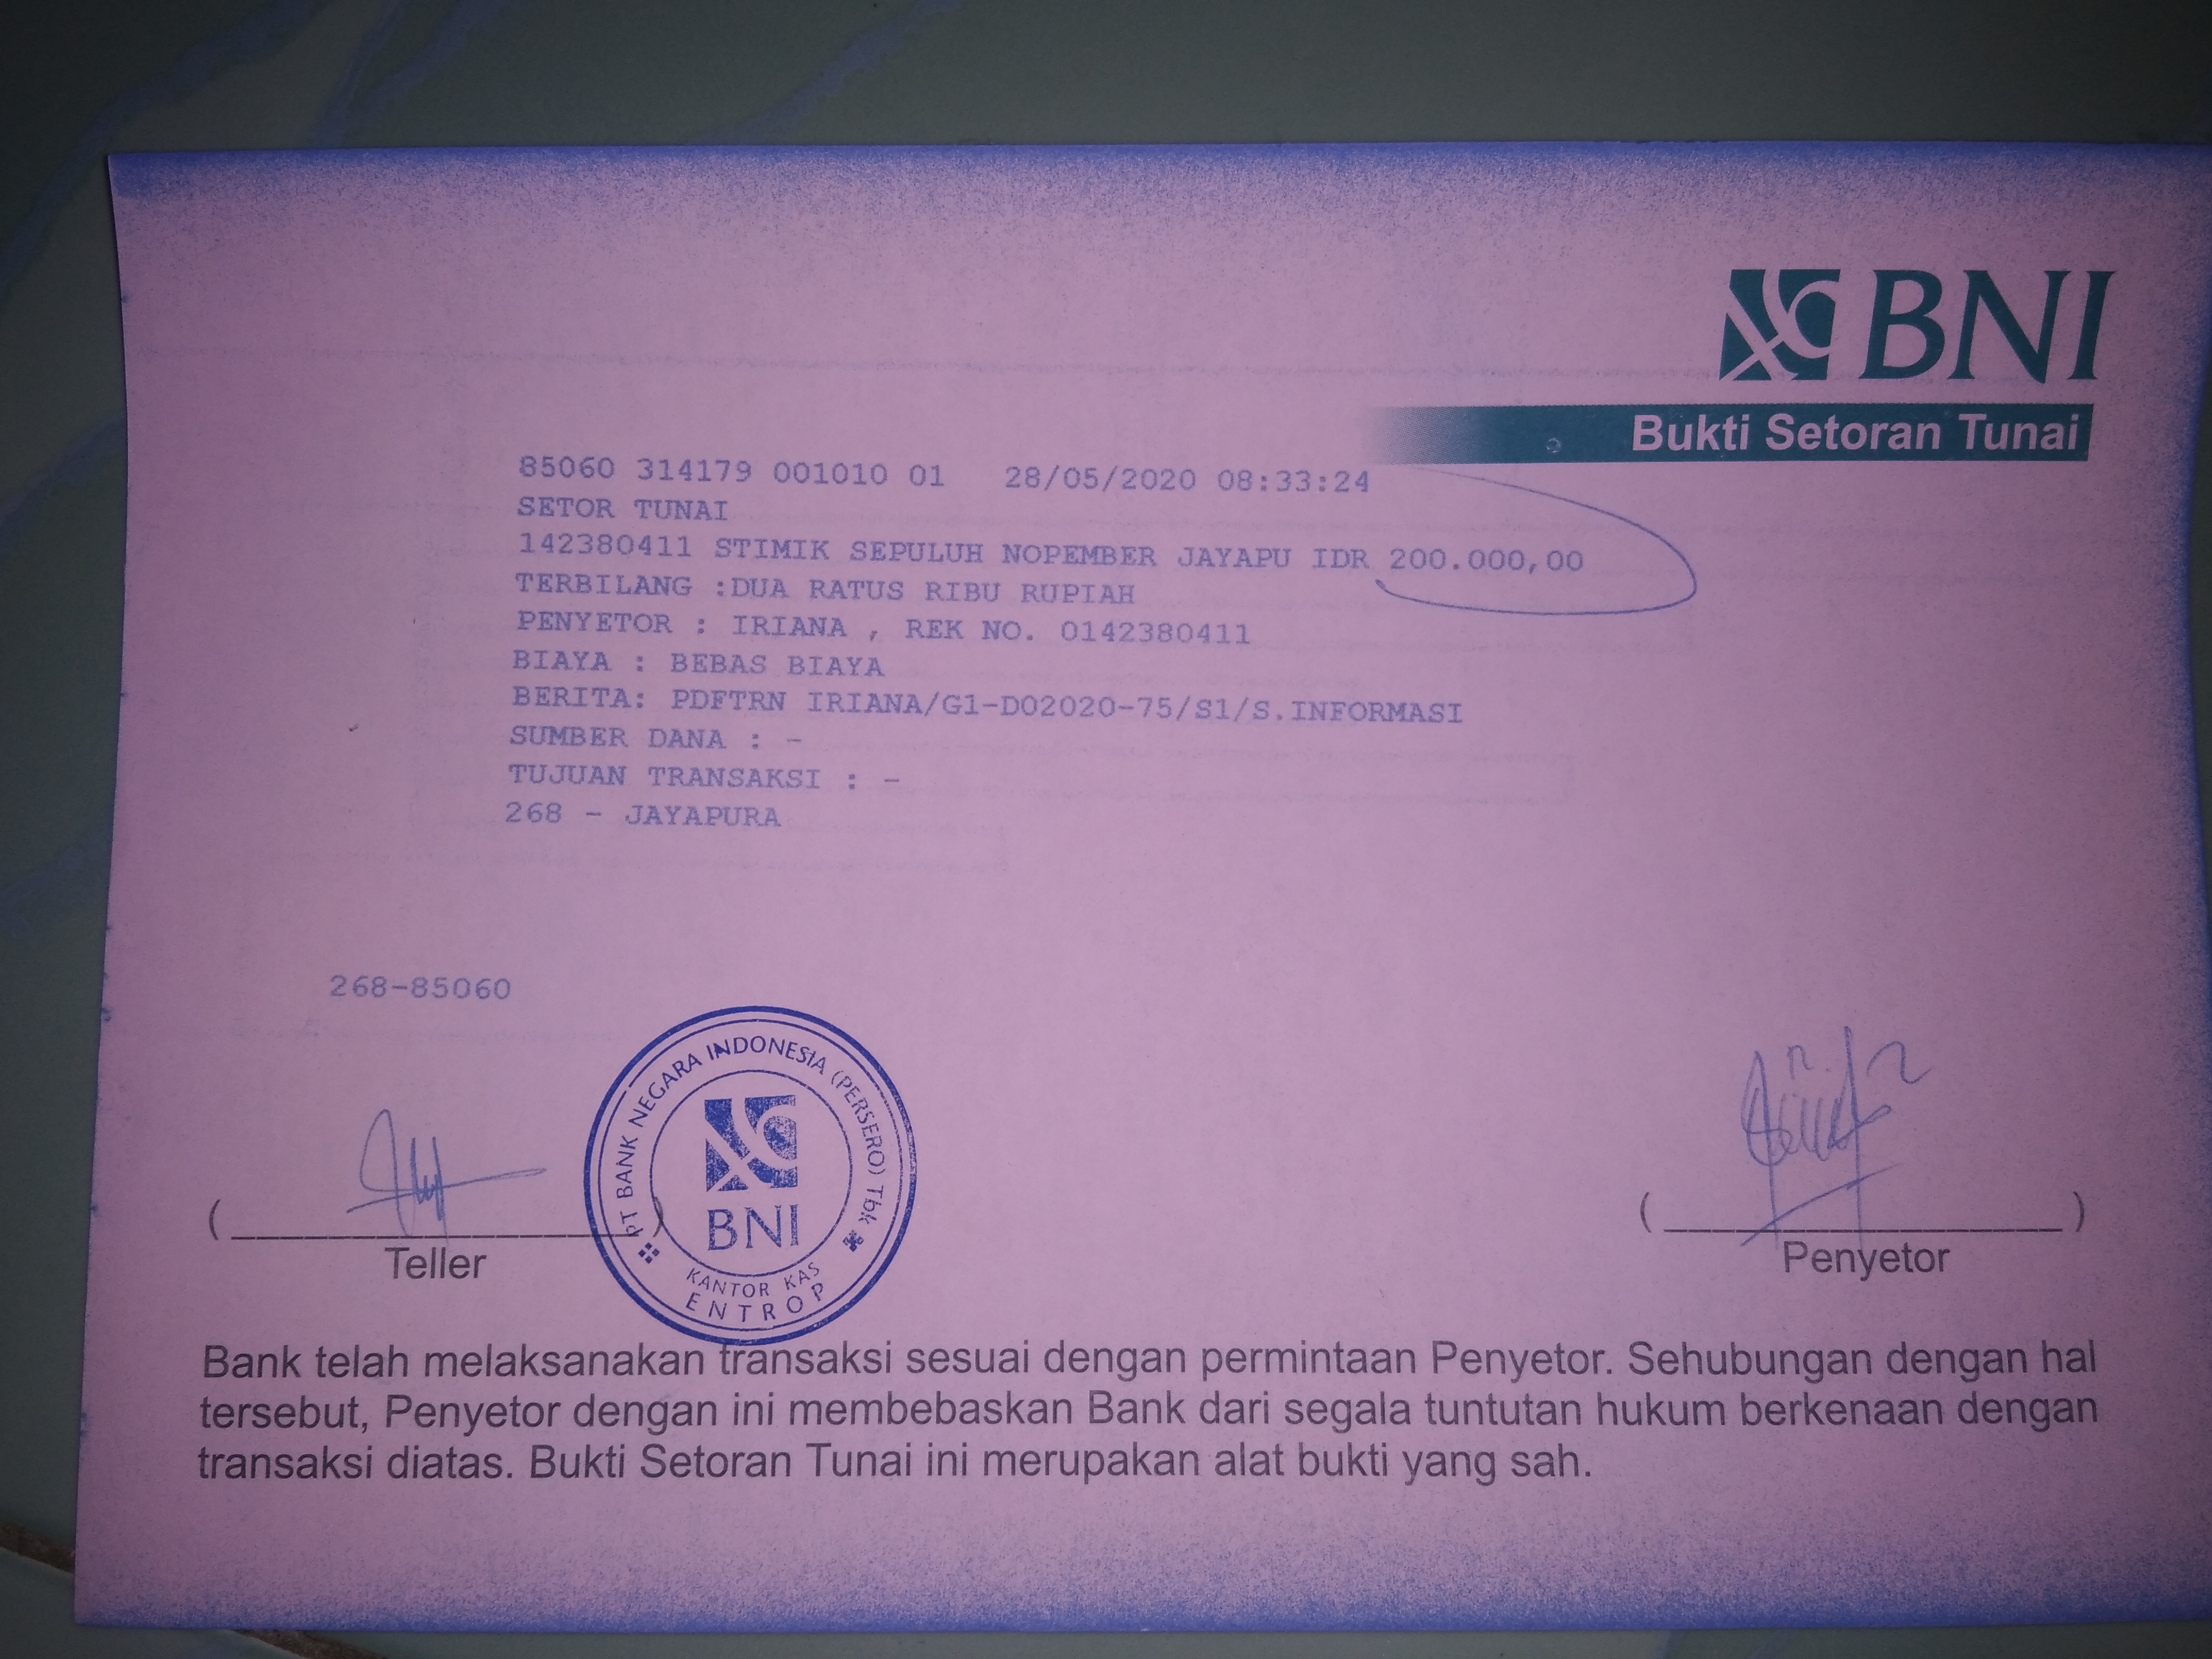 BNI
Bukti Setoran Tunai
85060 314179 001010 01 28/05/2020 08:33:24
SETOR TUNAI
142380411 STIMIK SEPULUH NOPEMBER JAYAPU IDR 200.000,00
TERBILANG :DUA RATUS RIBU RUPIAH
PENYETOR : IRIANA , REK NO. 0142380411
BIAYA : BEBAS BIAYA
BERITA: PDFTRN IRIANA/G1-D02020-75/S1/S.INFORMASI
SUMBER DANA : -
TUJUAN TRANSAKSI : -
268 - JAYAPURA
268-85060
PT BANK NEGARA INDONESIA (PERSERO) Tbk
BNI
KANTOR KAS
ENTROP
( ) Teller
( ) Penyetor
Bank telah melaksanakan transaksi sesuai dengan permintaan Penyetor. Sehubungan dengan hal
tersebut, Penyetor dengan ini membebaskan Bank dari segala tuntutan hukum berkenaan dengan
transaksi diatas. Bukti Setoran Tunai ini merupakan alat bukti yang sah.